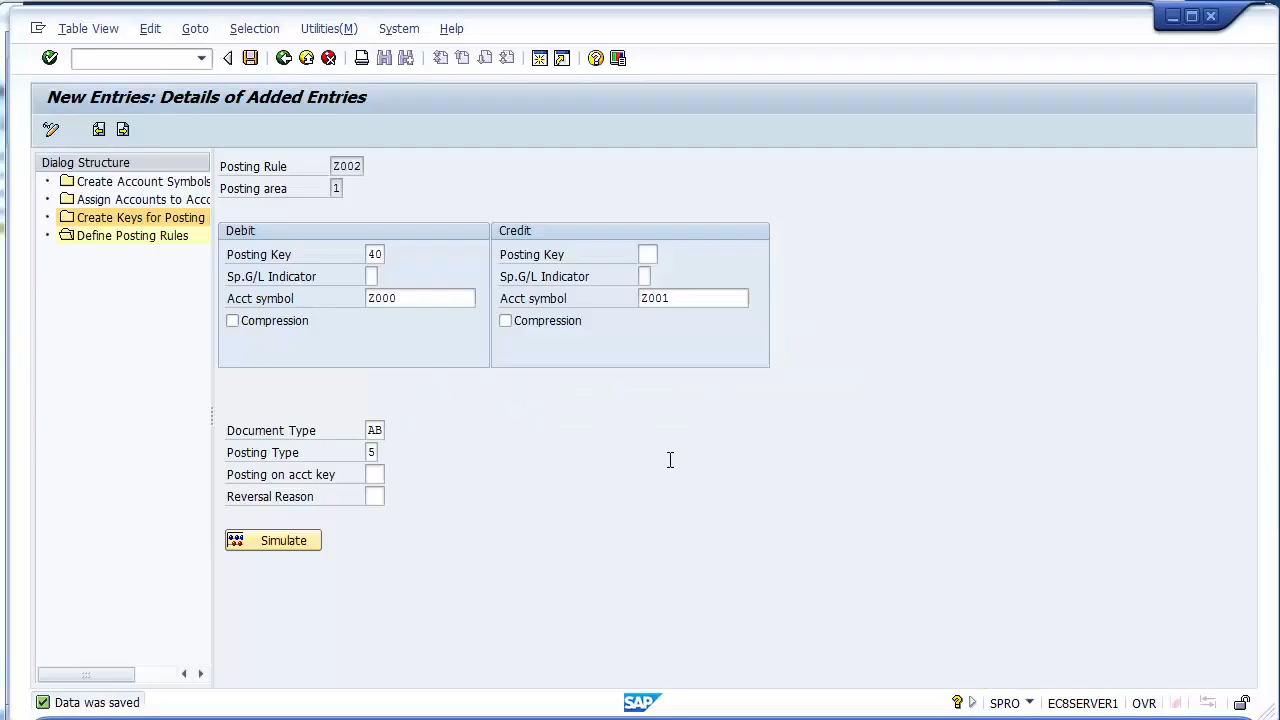 Table View Edit Goto Selection Utilities(M) System Help
New Entries: Details of Added Entries
Dialog Structure
Create Account Symbols
Assign Accounts to Acco
Create Keys for Posting
Define Posting Rules
Posting Rule Z002
Posting area 1
Debit
Posting Key 40
Sp.G/L Indicator
Acct symbol Z000
Compression
Credit
Posting Key
Sp.G/L Indicator
Acct symbol Z001
Compression
Document Type AB
Posting Type 5
Posting on acct key
Reversal Reason
Simulate
Data was saved
SAP
SPRO EC8SERVER1 OVR